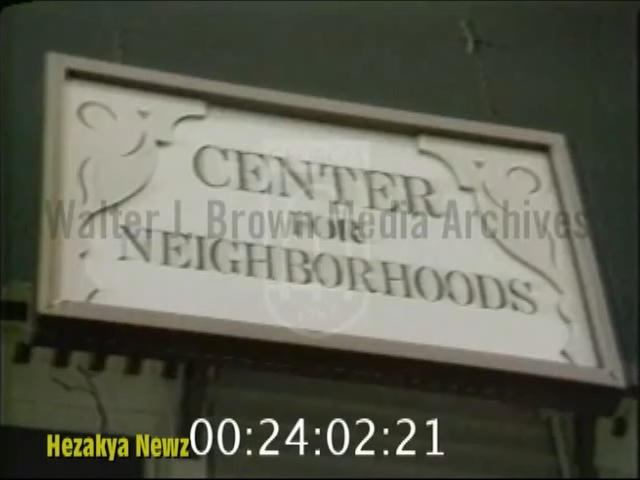 CENTER
FOR
NEIGHBORHOODS
Walter J. Brown Media Archives
Hezakya Newz
00:24:02:21